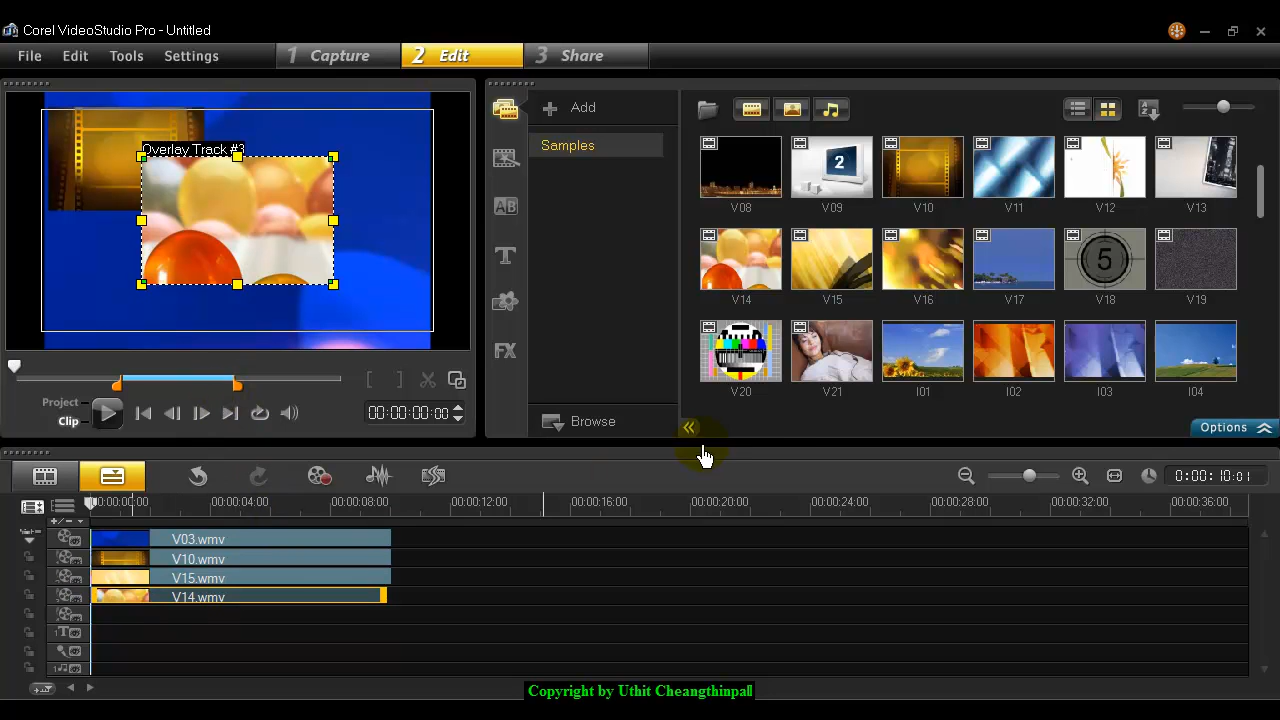 Corel VideoStudio Pro - Untitled
File Edit Tools Settings 1 Capture 2 Edit 3 Share
Overlay Track #3
Add
Samples
V08 V09 V10 V11 V12 V13
V14 V15 V16 V17 V18 V19
V20 V21 I01 I02 I03 I04
Project
Clip
00:00:00:00
Browse
Options
0:00:10:01
00:00:00:00 00:00:04:00 00:00:08:00 00:00:12:00 00:00:16:00 00:00:20:00 00:00:24:00 00:00:28:00 00:00:32:00 00:00:36:00
V03.wmv
V10.wmv
V15.wmv
V14.wmv
Copyright by Uthit Cheangthinpall